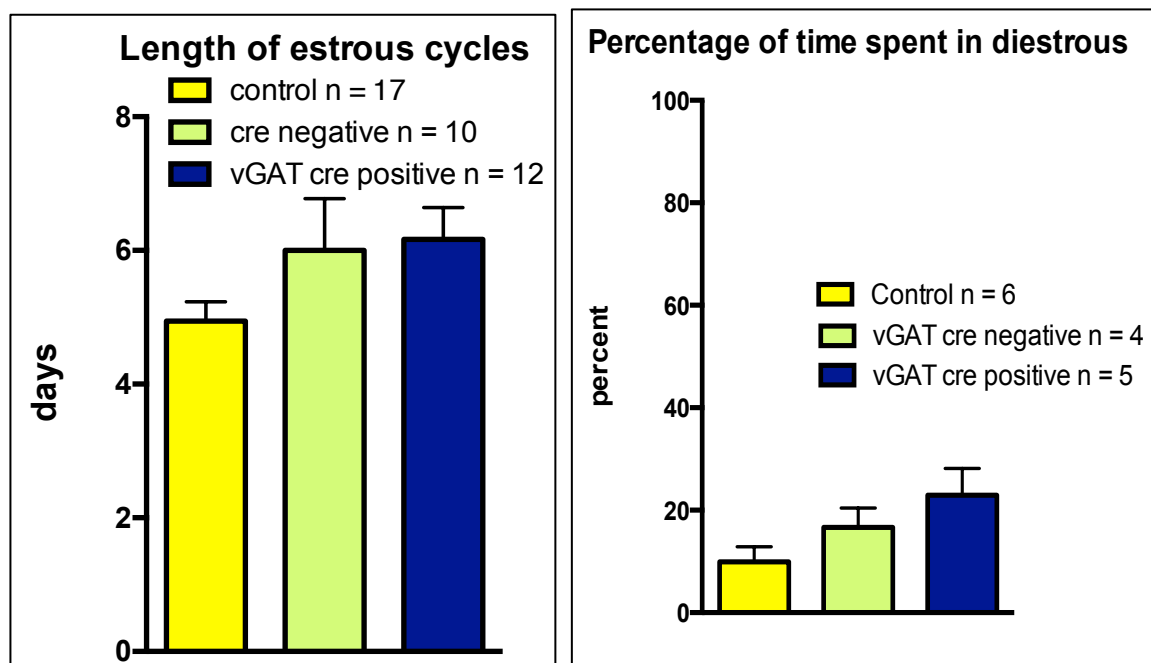 Length of estrous cycles
control n = 17
cre negative n = 10
vGAT cre positive n = 12
8
6
4
2
0
days
Percentage of time spent in diestrous
100
80
60
40
20
0
percent
Control n = 6
vGAT cre negative n = 4
vGAT cre positive n = 5